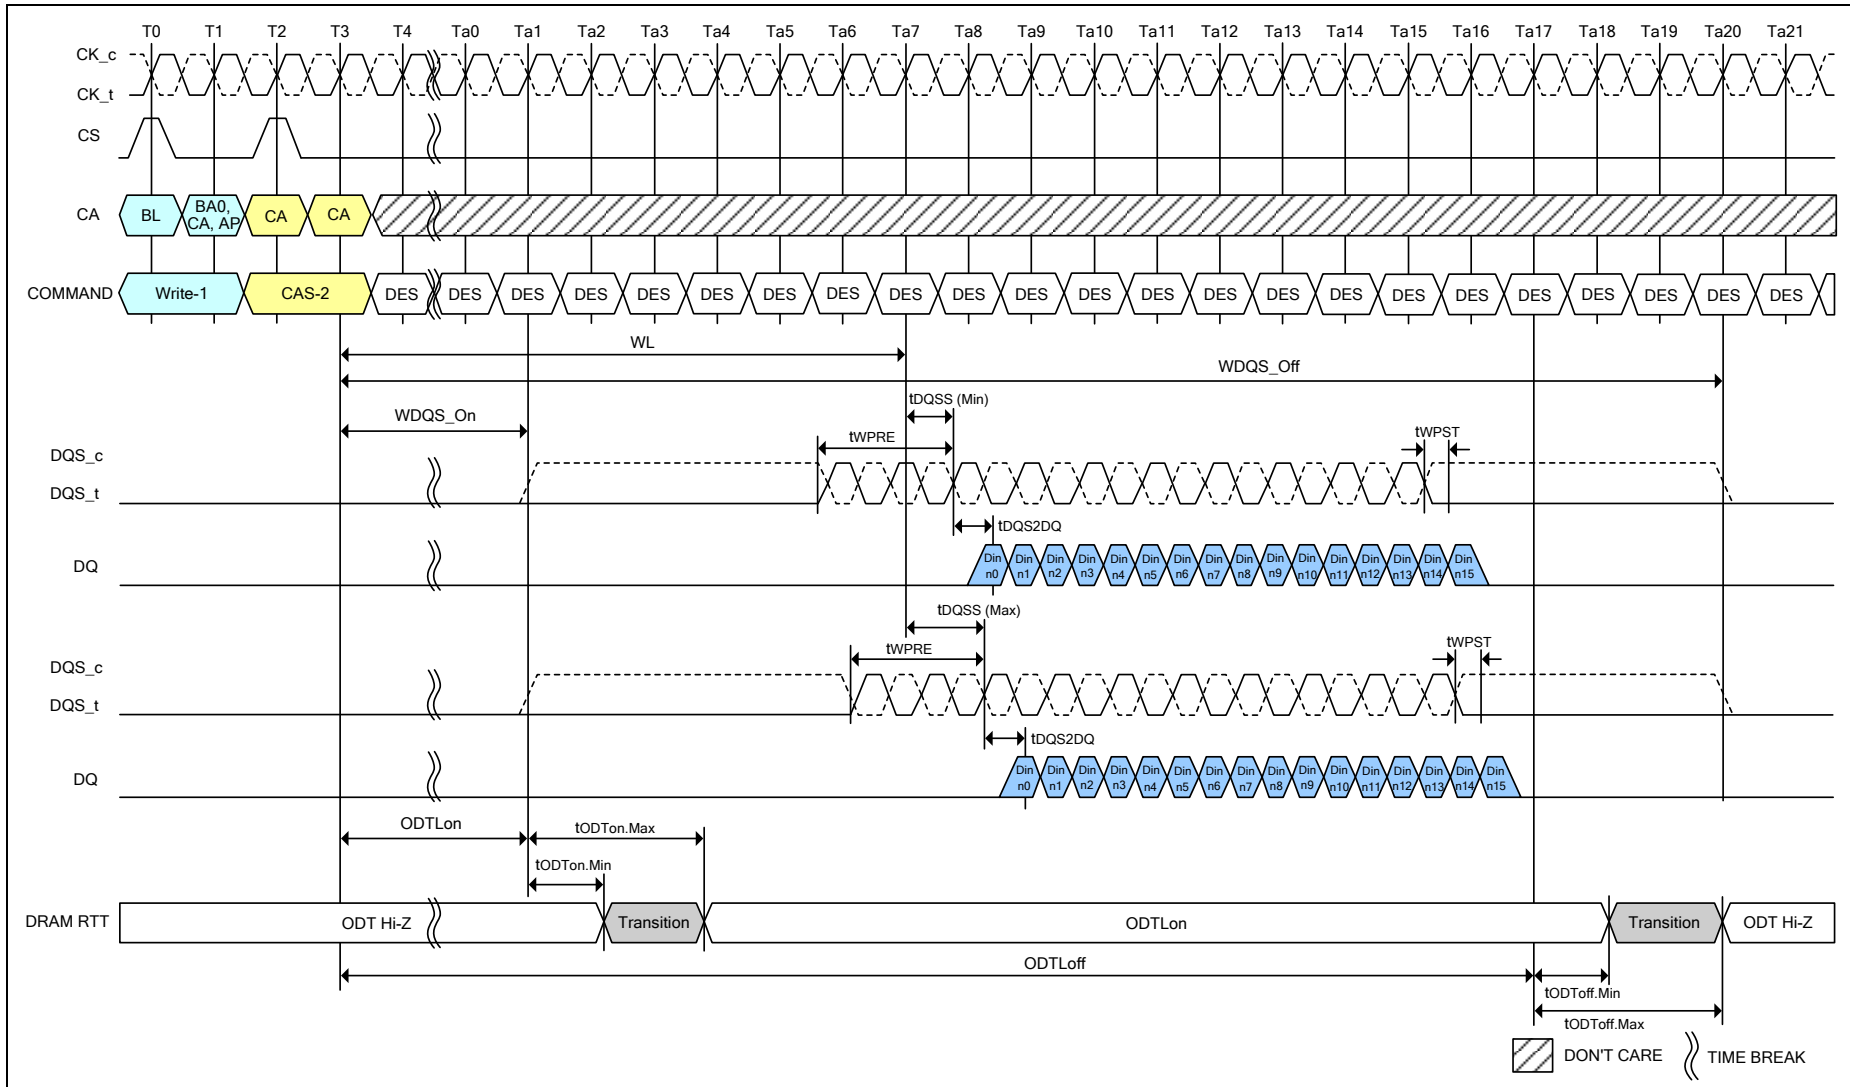 T0 T1 T2 T3 T4 Ta0 Ta1 Ta2 Ta3 Ta4 Ta5 Ta6 Ta7 Ta8 Ta9 Ta10 Ta11 Ta12 Ta13 Ta14 Ta15 Ta16 Ta17 Ta18 Ta19 Ta20 Ta21
CK_c
CK_t
CS
CA BL BA0, CA, AP CA CA
COMMAND Write-1 CAS-2 DES DES DES DES DES DES DES DES DES DES DES DES DES DES DES DES DES DES DES DES DES DES DES
WL
WDQS_Off
tDQSS (Min)
WDQS_On
tWPRE tWPST
DQS_c
DQS_t
tDQS2DQ
DQ
Din Din Din Din Din Din Din Din Din Din Din Din Din Din Din Din
n0 n1 n2 n3 n4 n5 n6 n7 n8 n9 n10 n11 n12 n13 n14 n15
tDQSS (Max)
tWPRE tWPST
DQS_c
DQS_t
tDQS2DQ
DQ
Din Din Din Din Din Din Din Din Din Din Din Din Din Din Din Din
n0 n1 n2 n3 n4 n5 n6 n7 n8 n9 n10 n11 n12 n13 n14 n15
ODTLon tODTon.Max
tODTon.Min
DRAM RTT ODT Hi-Z Transition ODTLon Transition ODT Hi-Z
ODTLoff
tODToff.Min
tODToff.Max
DON'T CARE TIME BREAK